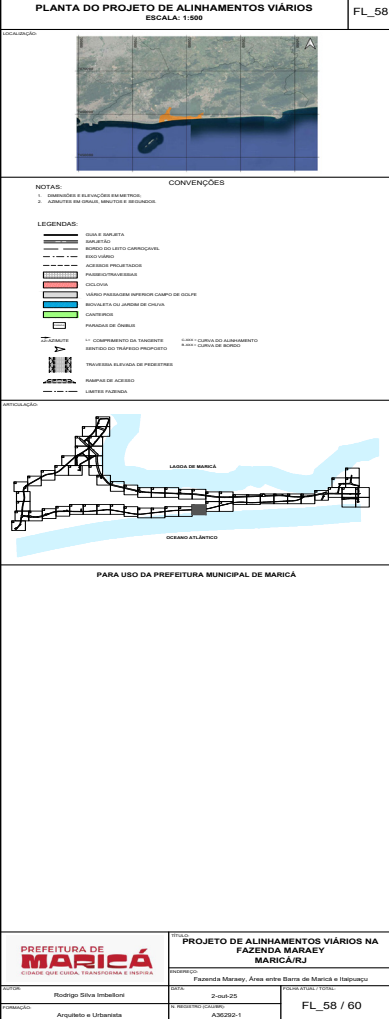 PLANTA DO PROJETO DE ALINHAMENTOS VIÁRIOS
ESCALA: 1:500
FL_58
LOCALIZAÇÃO:
CONVENÇÕES
NOTAS:
1. DIMENSÕES E ELEVAÇÕES EM METROS;
2. AZIMUTES EM GRAUS, MINUTOS E SEGUNDOS
LEGENDAS:
GUIA E SARJETA
SARJETÃO
BORDO DO LEITO CARROÇÁVEL
EIXO VIÁRIO
ACESSOS PROJETADOS
PASSEIO/TRAVESSIAS
CICLOVIA
VIÁRIO PASSAGEM INFERIOR CAMPO DE GOLFE
BIOVALETA OU JARDIM DE CHUVA
CANTEIROS
PARADAS DE ÔNIBUS
AZ=AZIMUTE
COMPRIMENTO DA TANGENTE
CURVA DO ALINHAMENTO
CURVA DE BORDO
SENTIDO DO TRÁFEGO PROPOSTO
TRAVESSIA ELEVADA DE PEDESTRES
RAMPAS DE ACESSO
LIMITES FAZENDA
ARTICULAÇÃO:
LAGOA DE MARICÁ
OCEANO ATLÂNTICO
PARA USO DA PREFEITURA MUNICIPAL DE MARICÁ
PREFEITURA DE
MARICÁ
CIDADE QUE CUIDA, TRANSFORMA E INSPIRA
TÍTULO:
PROJETO DE ALINHAMENTOS VIÁRIOS NA
FAZENDA MARAEY
MARICÁ/RJ
ENDEREÇO:
Fazenda Maraey, Área entre Barra de Maricá e Itaipuaçu
AUTOR:
Rodrigo Silva Imbelloni
DATA:
2-out-25
FOLHA ATUAL / TOTAL:
FL_58 / 60
FORMAÇÃO:
Arquiteto e Urbanista
N. REGISTRO (CAU/BR):
A36292-1